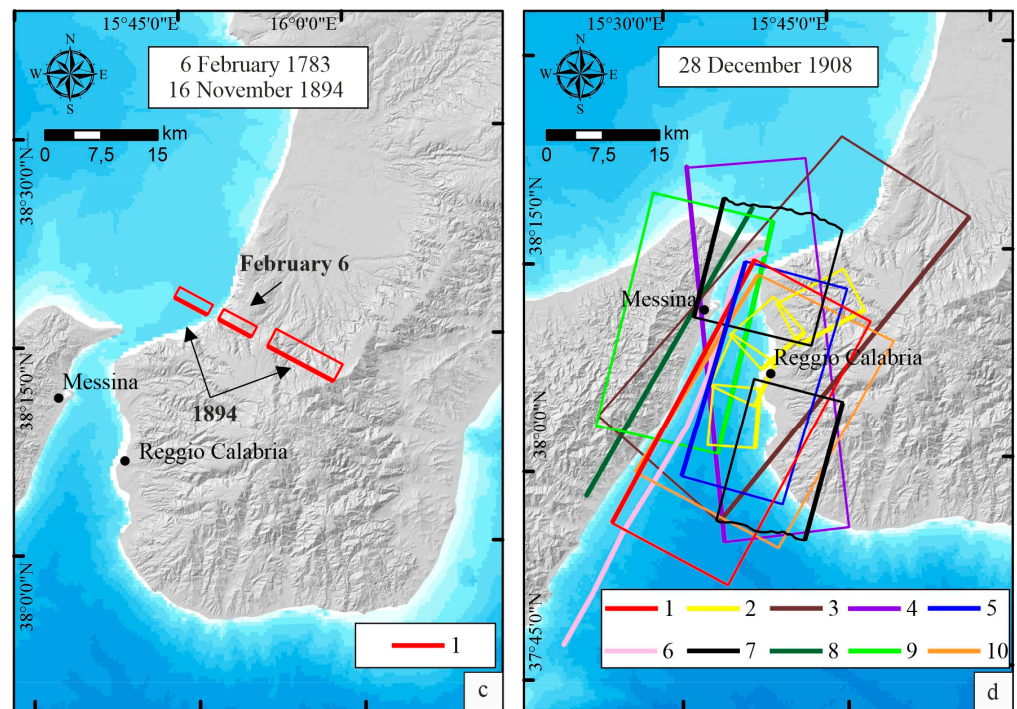 15°45'0"E
16°0'0"E
6 February 1783
16 November 1894
N
W
E
S
km
0
7,5
15
38°30'0"N
38°15'0"N
38°0'0"N
February 6
1894
Messina
Reggio Calabria
1
c
15°30'0"E
15°45'0"E
28 December 1908
N
W
E
S
km
0
7,5
15
38°15'0"N
38°0'0"N
37°45'0"N
Messina
Reggio Calabria
1
2
3
4
5
6
7
8
9
10
d